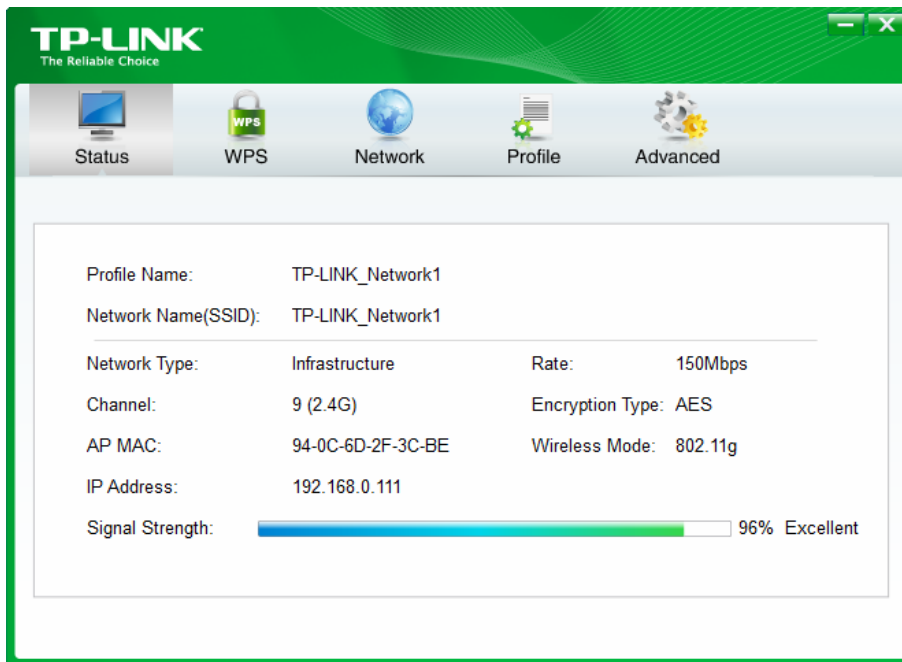 TP-LINK
The Reliable Choice
WPS
Status WPS Network Profile Advanced
Profile Name: TP-LINK_Network1
Network Name(SSID): TP-LINK_Network1
Network Type: Infrastructure Rate: 150Mbps
Channel: 9 (2.4G) Encryption Type: AES
AP MAC: 94-0C-6D-2F-3C-BE Wireless Mode: 802.11g
IP Address: 192.168.0.111
Signal Strength: 96% Excellent